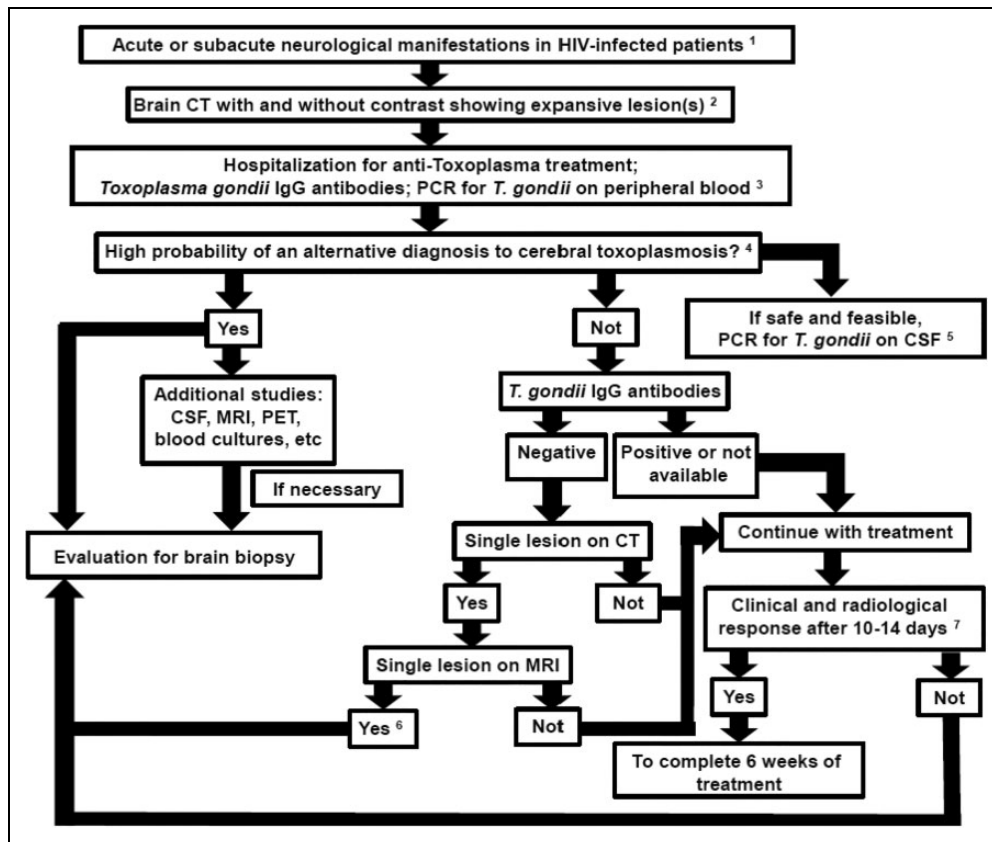 Acute or subacute neurological manifestations in HIV-infected patients 1
Brain CT with and without contrast showing expansive lesion(s) 2
Hospitalization for anti-Toxoplasma treatment;
Toxoplasma gondii IgG antibodies; PCR for T. gondii on peripheral blood 3
High probability of an alternative diagnosis to cerebral toxoplasmosis? 4
Yes
Not
If safe and feasible,
PCR for T. gondii on CSF 5
Additional studies:
CSF, MRI, PET,
blood cultures, etc
T. gondii IgG antibodies
Negative
Positive or not
available
If necessary
Evaluation for brain biopsy
Single lesion on CT
Continue with treatment
Yes
Not
Clinical and radiological
response after 10-14 days 7
Single lesion on MRI
Yes
Not
Yes 6
Not
To complete 6 weeks of
treatment